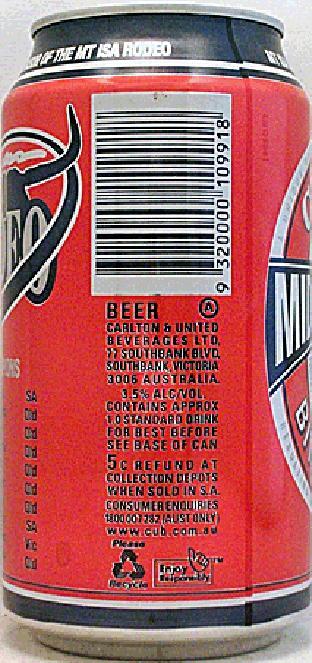 OF THE MT ISA RODEO
9 320000 109918
BEER
CARLTON & UNITED
BEVERAGES LTD,
77 SOUTHBANK BLVD,
SOUTHBANK, VICTORIA
3006 AUSTRALIA.
3.5% ALC/VOL
CONTAINS APPROX
1.0 STANDARD DRINK
FOR BEST BEFORE
SEE BASE OF CAN
5c REFUND AT
COLLECTION DEPOTS
WHEN SOLD IN S.A.
CONSUMER ENQUIRIES
1800 007 282 (AUST ONLY)
www.cub.com.au
Please
Recycle
Enjoy
Responsibly TM
SA
Qld
Qld
Qld
Qld
Qld
Qld
SA
Vic
Qld